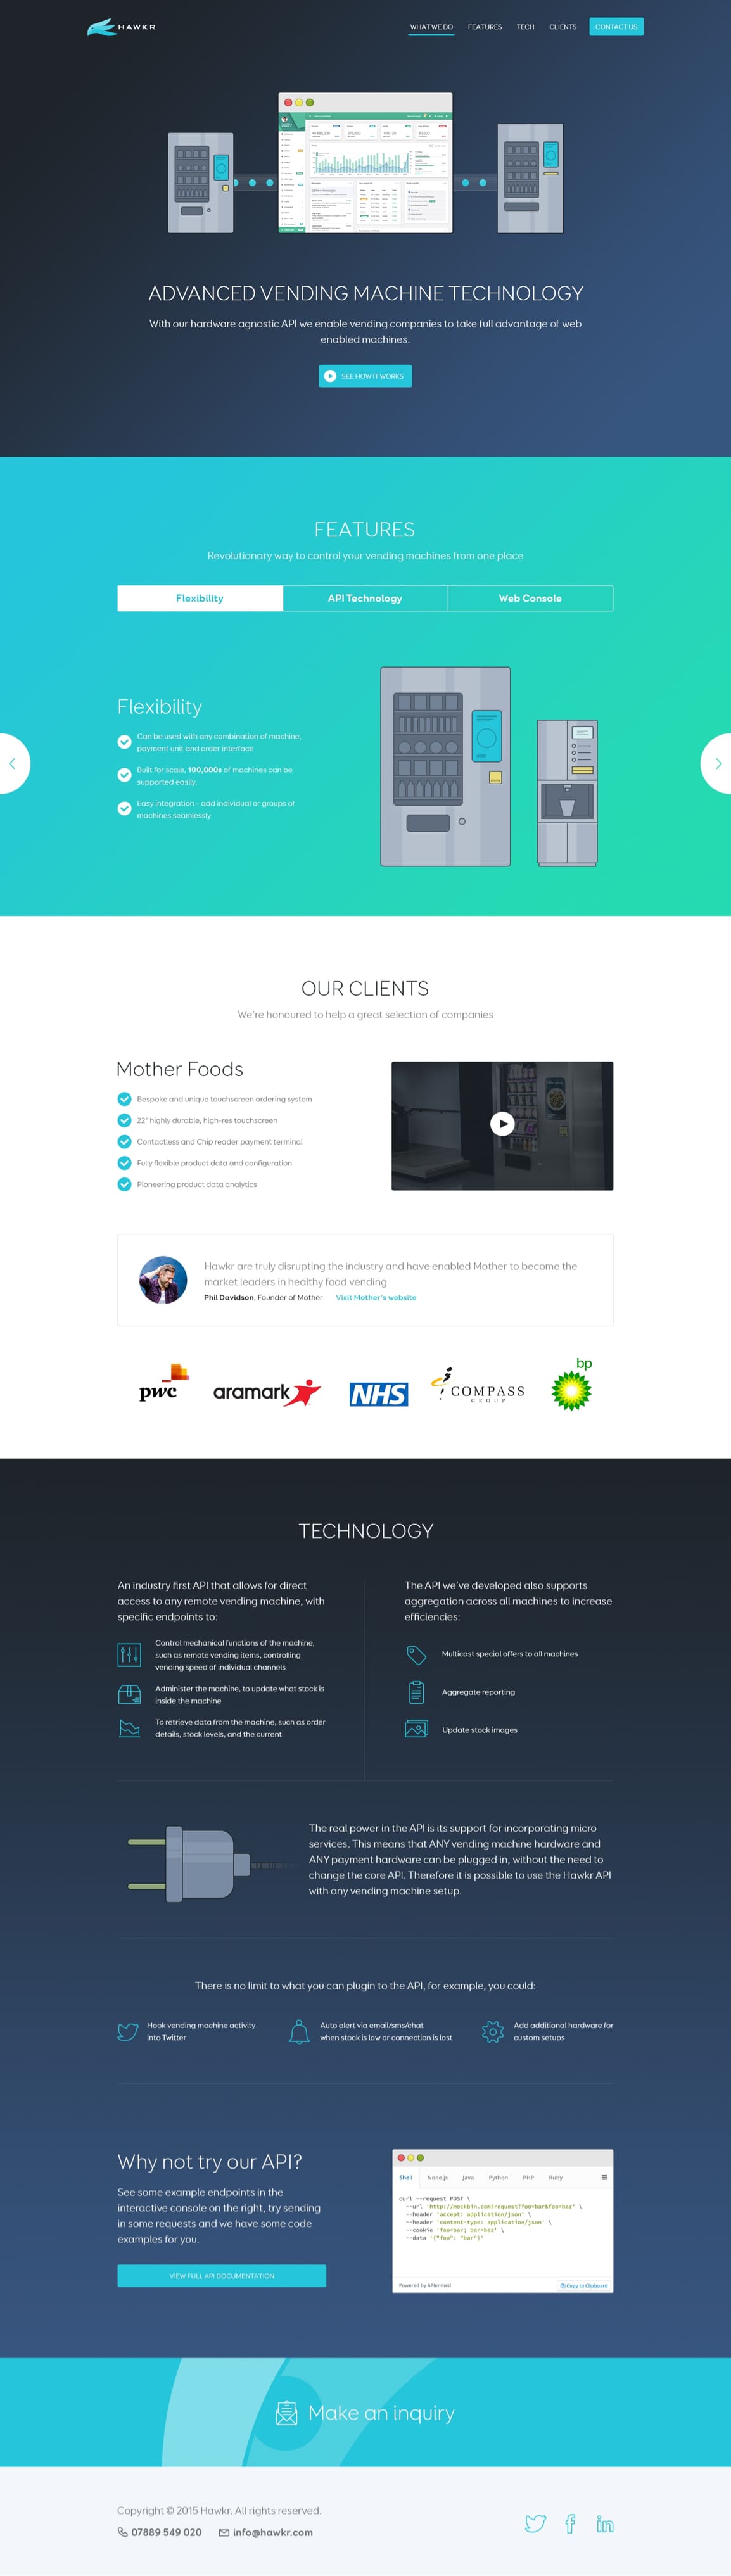 HAWKR
WHAT WE DO
FEATURES
TECH
CLIENTS
CONTACT US
ADVANCED VENDING MACHINE TECHNOLOGY
With our hardware agnostic API we enable vending companies to take full advantage of web
enabled machines.
SEE HOW IT WORKS
FEATURES
Revolutionary way to control your vending machines from one place
Flexibility
API Technology
Web Console
Flexibility
Can be used with any combination of machine,
payment unit and order interface
Built for scale, 100,000s of machines can be
supported easily.
Easy integration - add individual or groups of
machines seamlessly
OUR CLIENTS
We're honoured to help a great selection of companies
Mother Foods
Bespoke and unique touchscreen ordering system
22" highly durable, high-res touchscreen
Contactless and Chip reader payment terminal
Fully flexible product data and configuration
Pioneering product data analytics
Hawkr are truly disrupting the industry and have enabled Mother to become the
market leaders in healthy food vending
Phil Davidson, Founder of Mother Visit Mother's website
pwc
aramark
NHS
COMPASS
GROUP
bp
TECHNOLOGY
An industry first API that allows for direct
access to any remote vending machine, with
specific endpoints to:
Control mechanical functions of the machine,
such as remote vending items, controlling
vending speed of individual channels
Administer the machine, to update what stock is
inside the machine
To retrieve data from the machine, such as order
details, stock levels, and the current
The API we've developed also supports
aggregation across all machines to increase
efficiencies:
Multicast special offers to all machines
Aggregate reporting
Update stock images
The real power in the API is its support for incorporating micro
services. This means that ANY vending machine hardware and
ANY payment hardware can be plugged in, without the need to
change the core API. Therefore it is possible to use the Hawkr API
with any vending machine setup.
There is no limit to what you can plugin to the API, for example, you could:
Hook vending machine activity
into Twitter
Auto alert via email/sms/chat
when stock is low or connection is lost
Add additional hardware for
custom setups
Why not try our API?
See some example endpoints in the
interactive console on the right, try sending
in some requests and we have some code
examples for you.
VIEW FULL API DOCUMENTATION
Shell Node.js Java Python PHP Ruby
curl --request POST \
--url 'http://mockbin.com/request?foo=bar&foo=baz' \
--header 'accept: application/json' \
--header 'content-type: application/json' \
--cookie 'foo=bar; bar=baz' \
--data '{"foo": "bar"}'
Powered by APIembed
Copy to Clipboard
Make an inquiry
Copyright © 2015 Hawkr. All rights reserved.
07889 549 020
info@hawkr.com